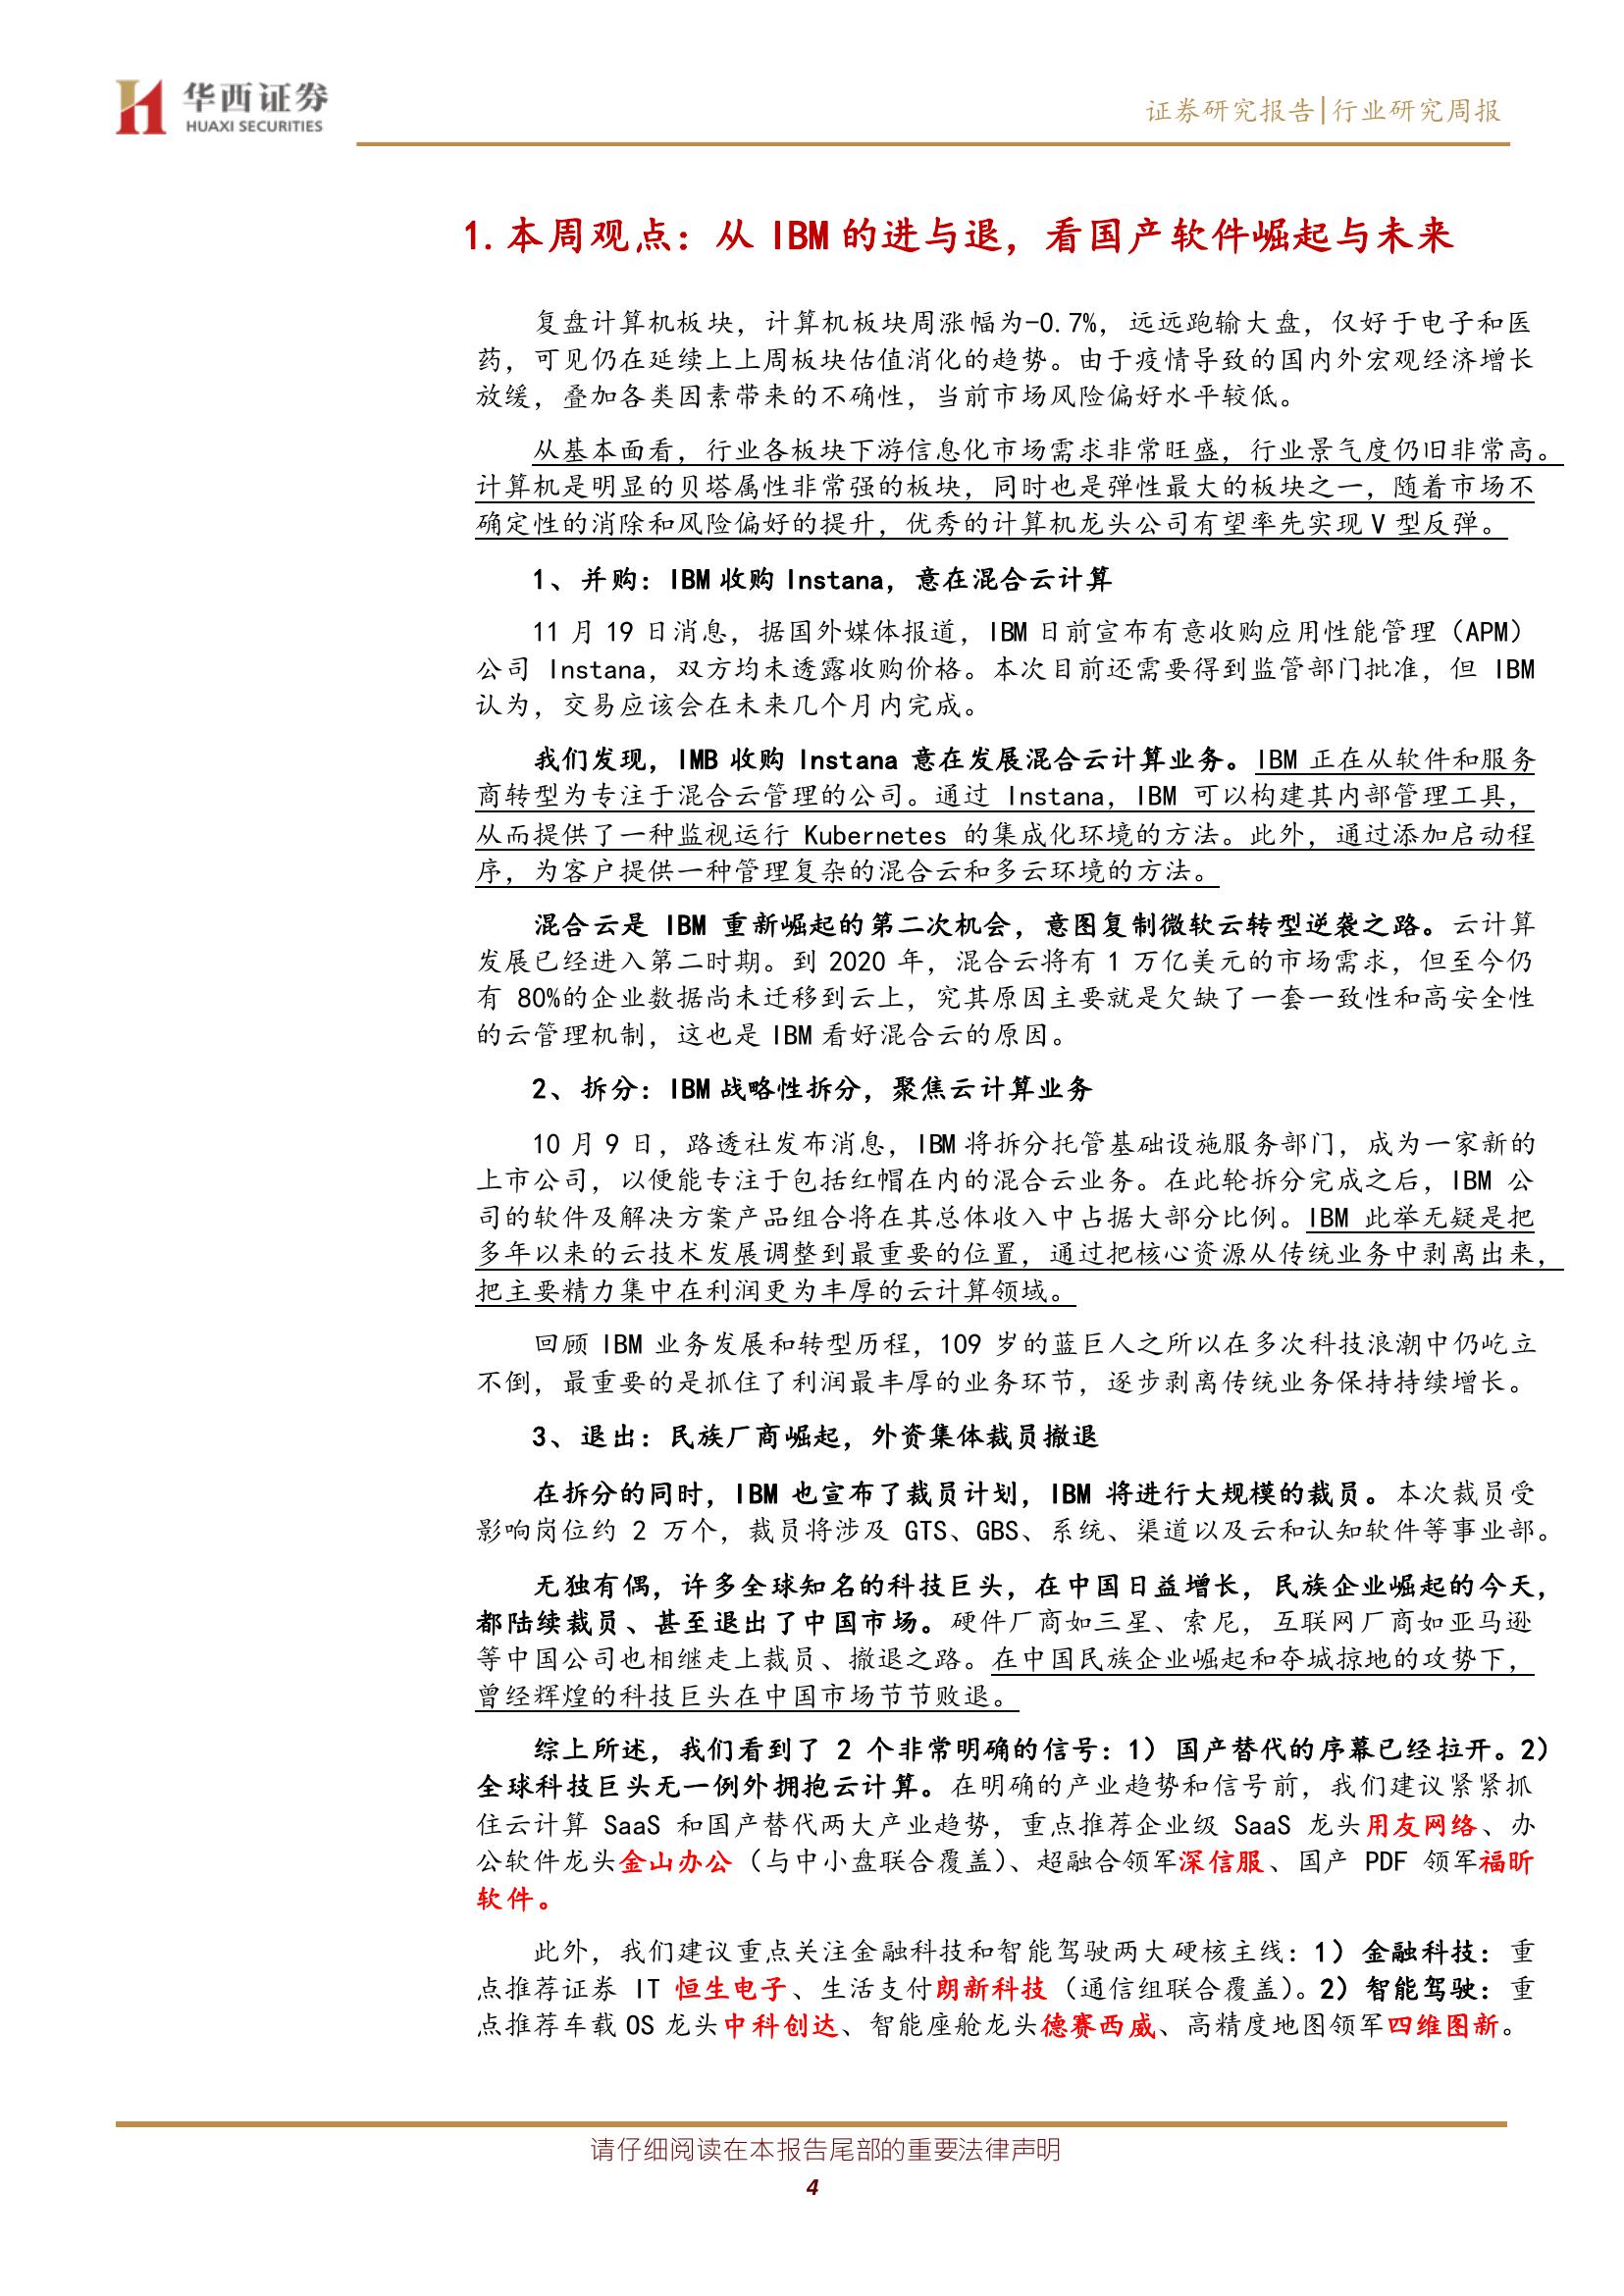 华西证券
HUAXI SECURITIES
证券研究报告|行业研究周报
1.本周观点：从 IBM 的进与退，看国产软件崛起与未来
复盘计算机板块，计算机板块周涨幅为-0.7%，远远跑输大盘，仅好于电子和医
药，可见仍在延续上上周板块估值消化的趋势。由于疫情导致的国内外宏观经济增长
放缓，叠加各类因素带来的不确性，当前市场风险偏好水平较低。
从基本面看，行业各板块下游信息化市场需求非常旺盛，行业景气度仍旧非常高。
计算机是明显的贝塔属性非常强的板块，同时也是弹性最大的板块之一，随着市场不
确定性的消除和风险偏好的提升，优秀的计算机龙头公司有望率先实现 V 型反弹。
1、并购：IBM 收购 Instana，意在混合云计算
11 月 19 日消息，据国外媒体报道，IBM 日前宣布有意收购应用性能管理（APM）
公司 Instana，双方均未透露收购价格。本次目前还需要得到监管部门批准，但 IBM
认为，交易应该会在未来几个月内完成。
我们发现，IMB 收购 Instana 意在发展混合云计算业务。IBM 正在从软件和服务
商转型为专注于混合云管理的公司。通过 Instana，IBM 可以构建其内部管理工具，
从而提供了一种监视运行 Kubernetes 的集成化环境的方法。此外，通过添加启动程
序，为客户提供一种管理复杂的混合云和多云环境的方法。
混合云是 IBM 重新崛起的第二次机会，意图复制微软云转型逆袭之路。云计算
发展已经进入第二时期。到 2020 年，混合云将有 1 万亿美元的市场需求，但至今仍
有 80%的企业数据尚未迁移到云上，究其原因主要就是欠缺了一套一致性和高安全性
的云管理机制，这也是 IBM 看好混合云的原因。
2、拆分：IBM 战略性拆分，聚焦云计算业务
10 月 9 日，路透社发布消息，IBM 将拆分托管基础设施服务部门，成为一家新的
上市公司，以便能专注于包括红帽在内的混合云业务。在此轮拆分完成之后，IBM 公
司的软件及解决方案产品组合将在其总体收入中占据大部分比例。IBM 此举无疑是把
多年以来的云技术发展调整到最重要的位置，通过把核心资源从传统业务中剥离出来，
把主要精力集中在利润更为丰厚的云计算领域。
回顾 IBM 业务发展和转型历程，109 岁的蓝巨人之所以在多次科技浪潮中仍屹立
不倒，最重要的是抓住了利润最丰厚的业务环节，逐步剥离传统业务保持持续增长。
3、退出：民族厂商崛起，外资集体裁员撤退
在拆分的同时，IBM 也宣布了裁员计划，IBM 将进行大规模的裁员。本次裁员受
影响岗位约 2 万个，裁员将涉及 GTS、GBS、系统、渠道以及云和认知软件等事业部。
无独有偶，许多全球知名的科技巨头，在中国日益增长，民族企业崛起的今天，
都陆续裁员、甚至退出了中国市场。硬件厂商如三星、索尼，互联网厂商如亚马逊
等中国公司也相继走上裁员、撤退之路。在中国民族企业崛起和夺城掠地的攻势下，
曾经辉煌的科技巨头在中国市场节节败退。
综上所述，我们看到了 2 个非常明确的信号：1）国产替代的序幕已经拉开。2）
全球科技巨头无一例外拥抱云计算。在明确的产业趋势和信号前，我们建议紧紧抓
住云计算 SaaS 和国产替代两大产业趋势，重点推荐企业级 SaaS 龙头用友网络、办
公软件龙头金山办公（与中小盘联合覆盖）、超融合领军深信服、国产 PDF 领军福昕
软件。
此外，我们建议重点关注金融科技和智能驾驶两大硬核主线：1）金融科技：重
点推荐证券 IT 恒生电子、生活支付朗新科技（通信组联合覆盖）。2）智能驾驶：重
点推荐车载 OS 龙头中科创达、智能座舱龙头德赛西威、高精度地图领军四维图新。
请仔细阅读在本报告尾部的重要法律声明
4